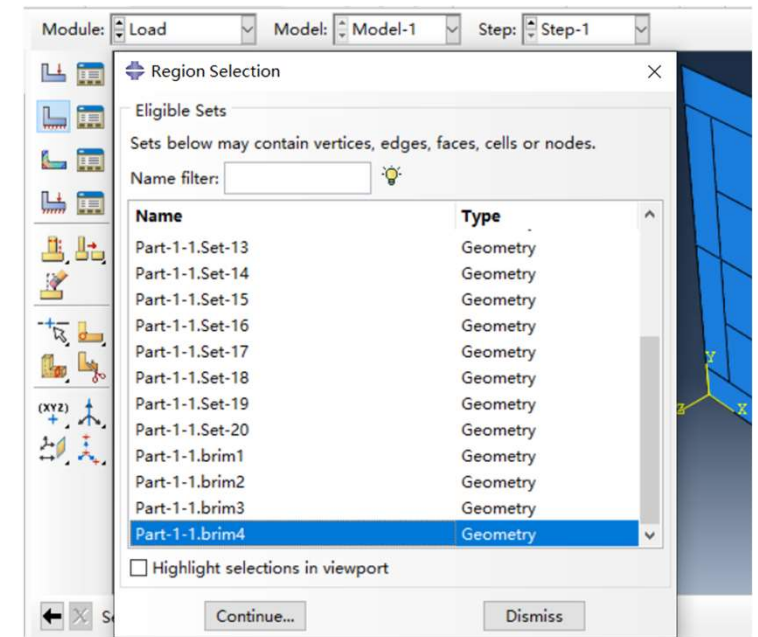 Module: Load Model: Model-1 Step: Step-1
Region Selection
Eligible Sets
Sets below may contain vertices, edges, faces, cells or nodes.
Name filter:
Name Type
Part-1-1.Set-13 Geometry
Part-1-1.Set-14 Geometry
Part-1-1.Set-15 Geometry
Part-1-1.Set-16 Geometry
Part-1-1.Set-17 Geometry
Part-1-1.Set-18 Geometry
Part-1-1.Set-19 Geometry
Part-1-1.Set-20 Geometry
Part-1-1.brim1 Geometry
Part-1-1.brim2 Geometry
Part-1-1.brim3 Geometry
Part-1-1.brim4 Geometry
Highlight selections in viewport
Continue... Dismiss
(XYZ)
Y
Z X